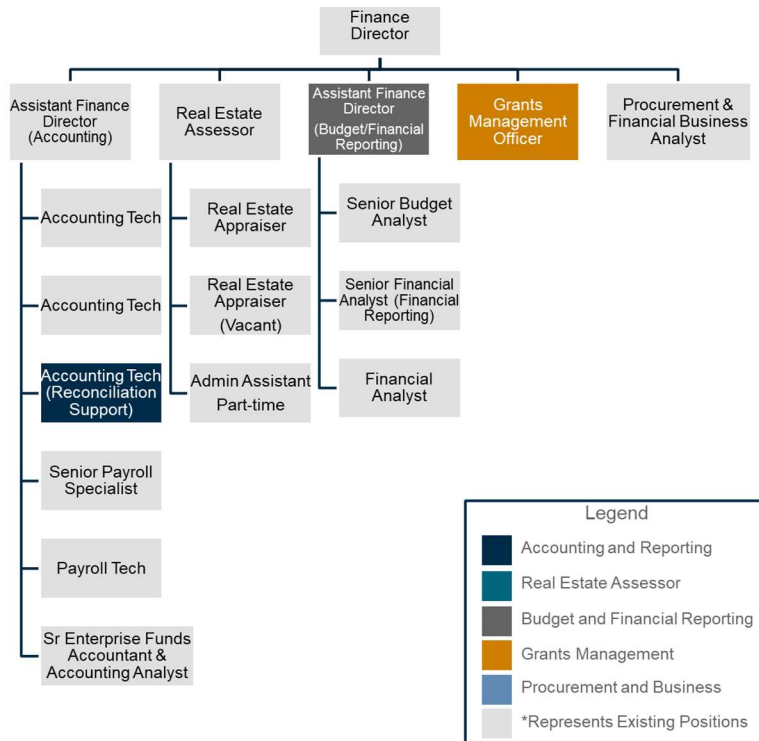 Finance
Director
Assistant Finance
Director
(Accounting)
Real Estate
Assessor
Assistant Finance
Director
(Budget/Financial
Reporting)
Grants
Management
Officer
Procurement &
Financial Business
Analyst
Accounting Tech
Accounting Tech
Accounting Tech
(Reconciliation
Support)
Senior Payroll
Specialist
Payroll Tech
Sr Enterprise Funds
Accountant &
Accounting Analyst
Real Estate
Appraiser
Real Estate
Appraiser
(Vacant)
Admin Assistant
Part-time
Senior Budget
Analyst
Senior Financial
Analyst (Financial
Reporting)
Financial
Analyst
Legend
Accounting and Reporting
Real Estate Assessor
Budget and Financial Reporting
Grants Management
Procurement and Business
*Represents Existing Positions